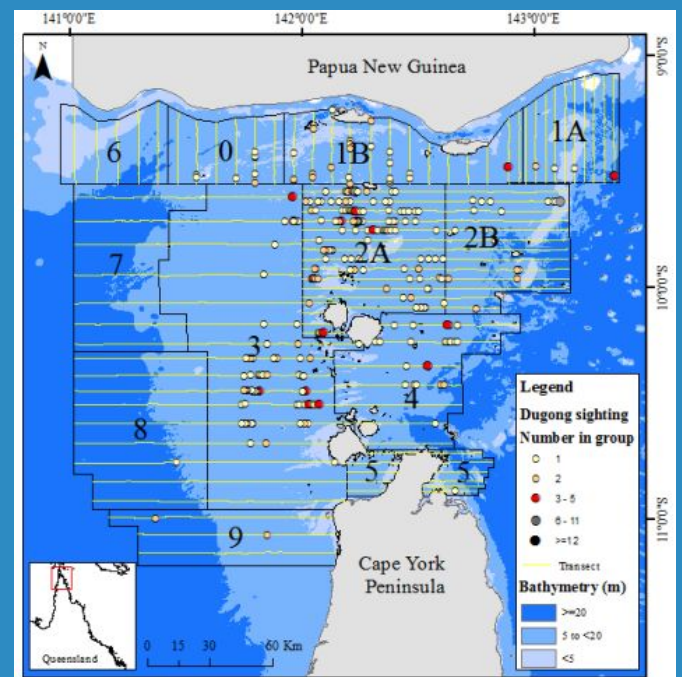 141°0'0"E 142°0'0"E 143°0'0"E
N
Papua New Guinea
9°0'0"S
6 0 1B 1A
7 2A 2B
10°0'0"S
3
4
8
5 5
9
11°0'0"S
Cape York
Peninsula
Queensland
0 15 30 60 Km
Legend
Dugong sighting
Number in group
1
2
3 - 5
6 - 11
>=12
Transect
Bathymetry (m)
>=20
5 to <20
<5